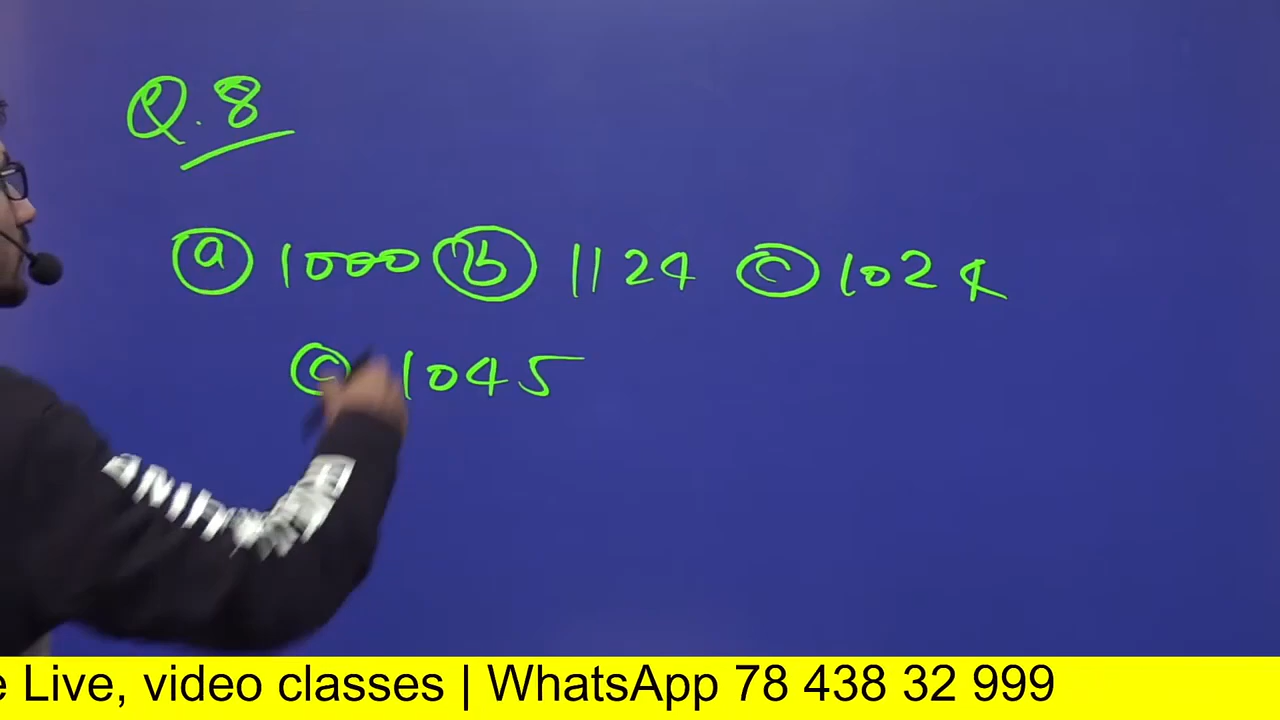 Q.8
a 1000 b 1124 c 1024
c 1045
e Live, video classes | WhatsApp 78 438 32 999